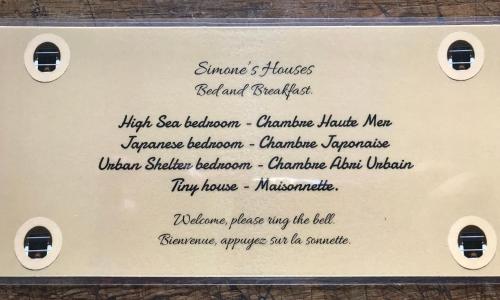 Simone's Houses
Bed and Breakfast.
High Sea bedroom - Chambre Haute Mer
Japanese bedroom - Chambre Japonaise
Urban Shelter bedroom - Chambre Abri Urbain
Tiny house - Maisonnette.
Welcome, please ring the bell.
Bienvenue, appuyez sur la sonnette.